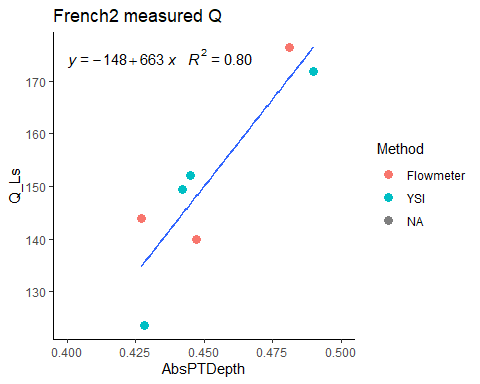 French2 measured Q
y = −148+663 x R² = 0.80
170
160
150
140
130
Q_Ls
0.400 0.425 0.450 0.475 0.500
AbsPTDepth
Method
Flowmeter
YSI
NA